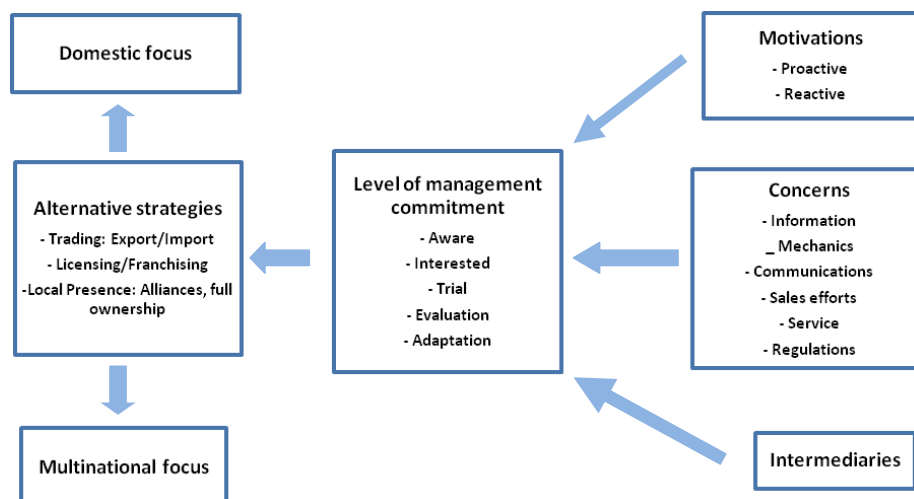 Domestic focus
Alternative strategies
- Trading: Export/Import
- Licensing/Franchising
-Local Presence: Alliances, full
ownership
Multinational focus
Level of management
commitment
- Aware
- Interested
- Trial
- Evaluation
- Adaptation
Motivations
- Proactive
- Reactive
Concerns
- Information
_ Mechanics
- Communications
- Sales efforts
- Service
- Regulations
Intermediaries